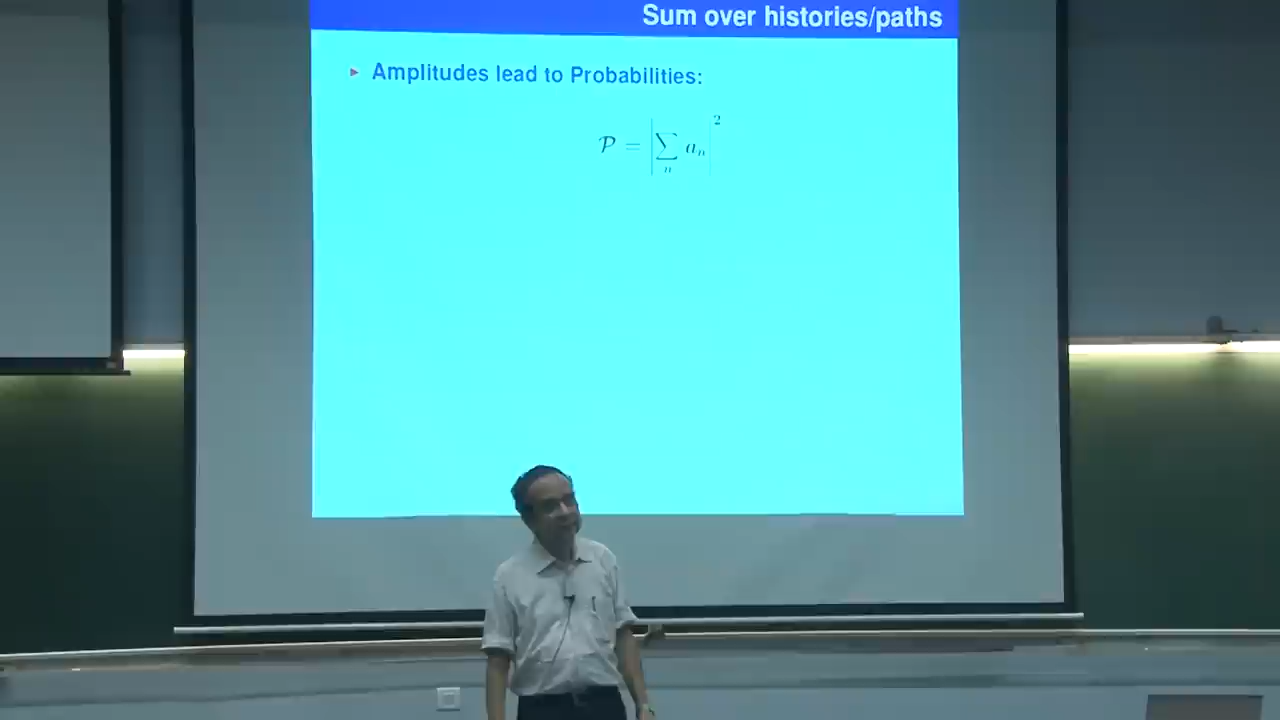 Sum over histories/paths
Amplitudes lead to Probabilities:
𝒫 = |∑ₙ aₙ|²